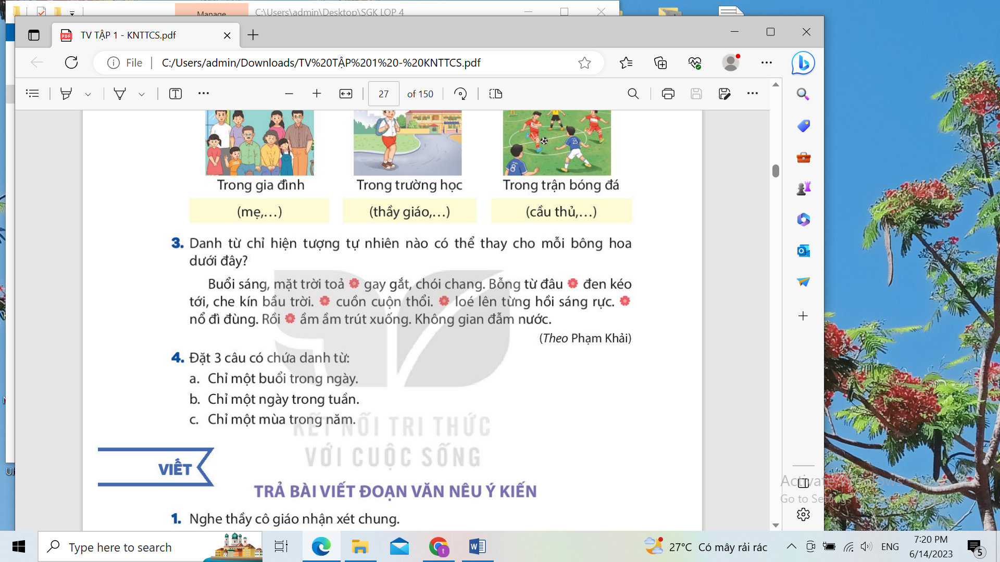 Manage
C:\Users\admin\Desktop\SGK LOP 4
TV TẬP 1 - KNTTCS.pdf
File
C:/Users/admin/Downloads/TV%20TẬP%201%20-%20KNTTCS.pdf
27 of 150
Trong gia đình
Trong trường học
Trong trận bóng đá
(mẹ,...)
(thầy giáo,...)
(cầu thủ,...)
3. Danh từ chỉ hiện tượng tự nhiên nào có thể thay cho mỗi bông hoa
dưới đây?
Buổi sáng, mặt trời toả gay gắt, chói chang. Bỗng từ đâu đen kéo
tới, che kín bầu trời. cuồn cuộn thổi. loé lên từng hồi sáng rực.
nổ đì đùng. Rồi ầm ầm trút xuống. Không gian đẫm nước.
(Theo Phạm Khải)
4. Đặt 3 câu có chứa danh từ:
a. Chỉ một buổi trong ngày.
b. Chỉ một ngày trong tuần.
c. Chỉ một mùa trong năm.
KẾT NỐI TRI THỨC
VỚI CUỘC SỐNG
VIẾT
TRẢ BÀI VIẾT ĐOẠN VĂN NÊU Ý KIẾN
1. Nghe thầy cô giáo nhận xét chung.
Activate Windows
Go to Settings to
Type here to search
27°C Có mây rải rác
ENG
7:20 PM
6/14/2023
5